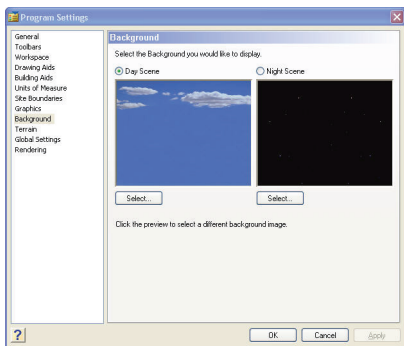 Program Settings
General
Toolbars
Workspace
Drawing Aids
Building Aids
Units of Measure
Site Boundaries
Graphics
Background
Terrain
Global Settings
Rendering
Background
Select the Background you would like to display.
Day Scene
Night Scene
Select...
Select...
Click the preview to select a different background image.
?
OK
Cancel
Apply